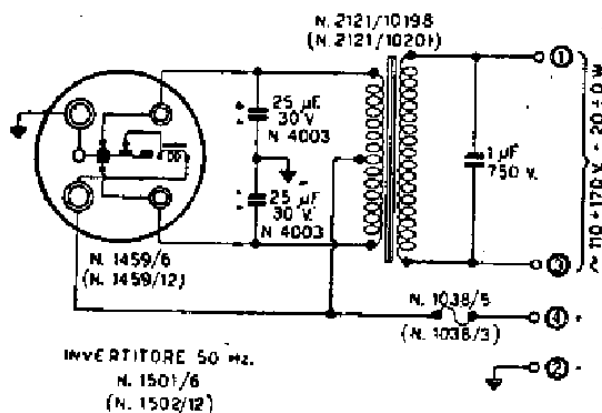 N. 2121/10198
(N. 2121/10201)
25 µF
30 V
N 4003
25 µF
30 V.
N 4003
1 µF
750 V.
1
3
4
2
~ 110 ÷ 170 V - 20 ÷ 0 W
N. 1459/6
(N. 1459/12)
N. 1038/5
(N. 1038/3)
INVERTITORE 50 Hz.
N. 1501/6
(N. 1502/12)